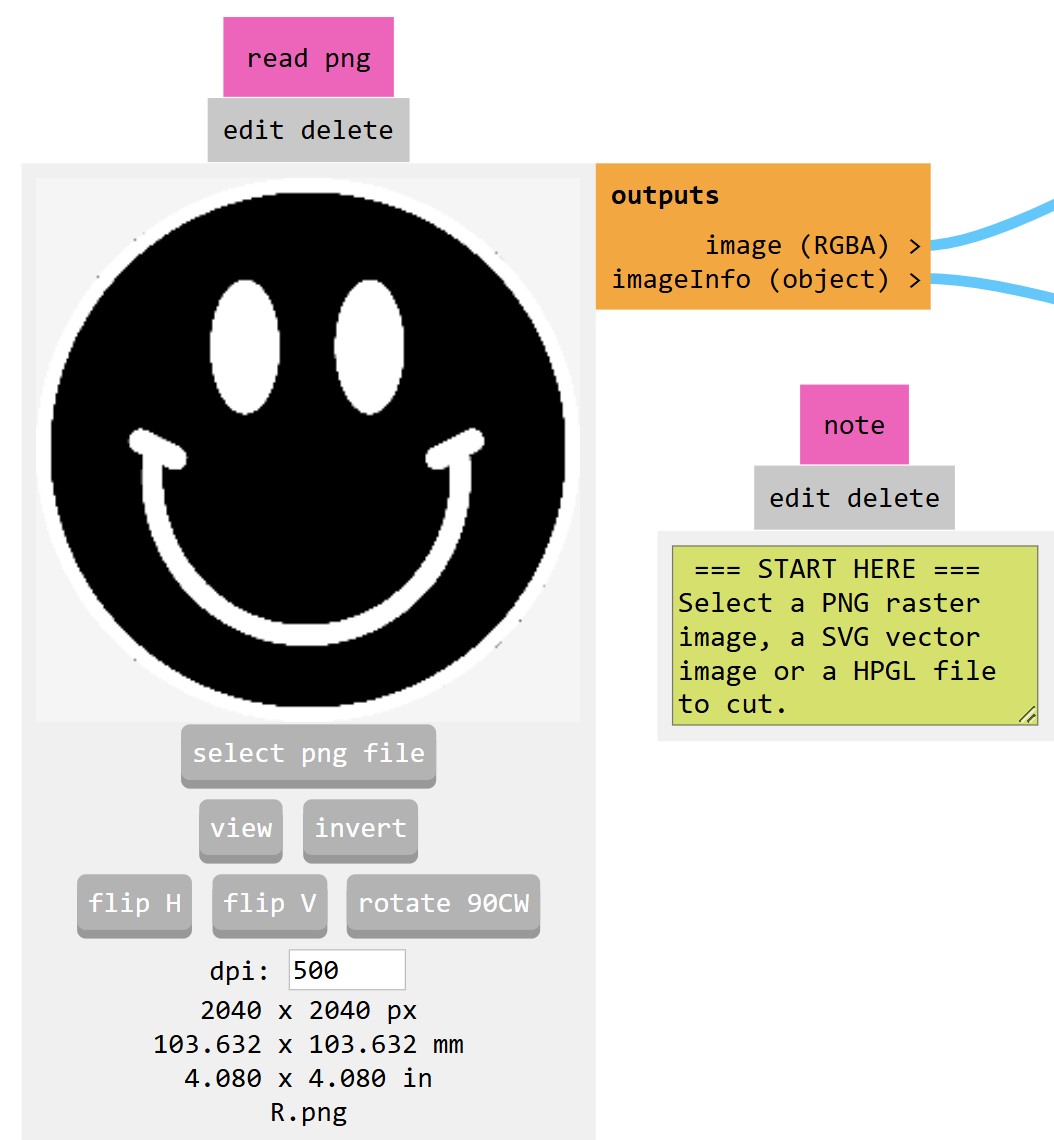 read png
edit delete
outputs
image (RGBA) >
imageInfo (object) >
note
edit delete
=== START HERE ===
Select a PNG raster
image, a SVG vector
image or a HPGL file
to cut.
select png file
view invert
flip H flip V rotate 90CW
dpi: 500
2040 x 2040 px
103.632 x 103.632 mm
4.080 x 4.080 in
R.png